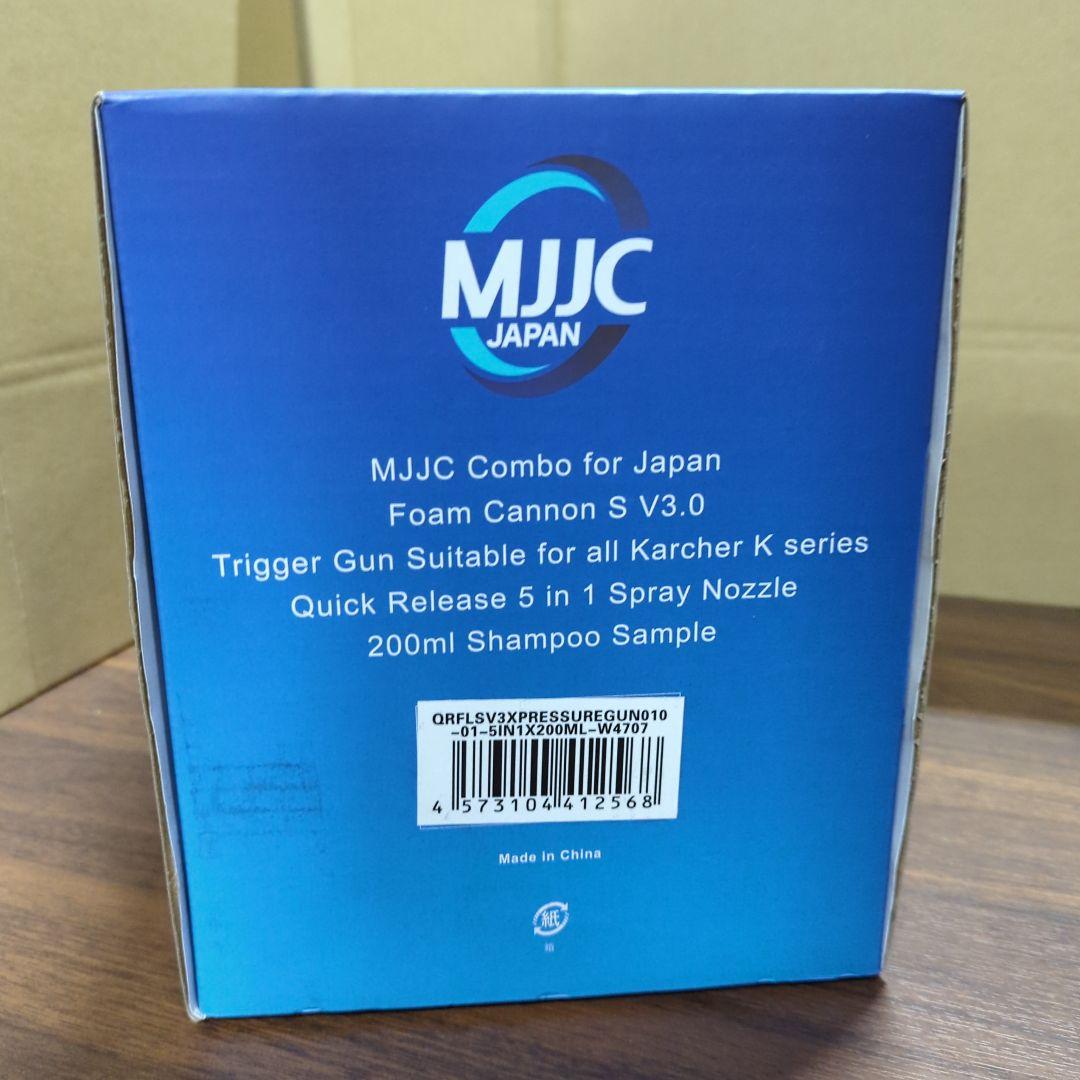 MJJC
JAPAN
MJJC Combo for Japan
Foam Cannon S V3.0
Trigger Gun Suitable for all Karcher K series
Quick Release 5 in 1 Spray Nozzle
200ml Shampoo Sample
QRFLSV3XPRESSUREGUN010
-01-5IN1X200ML-W4707
4 573104 412568
Made in China
紙
箱